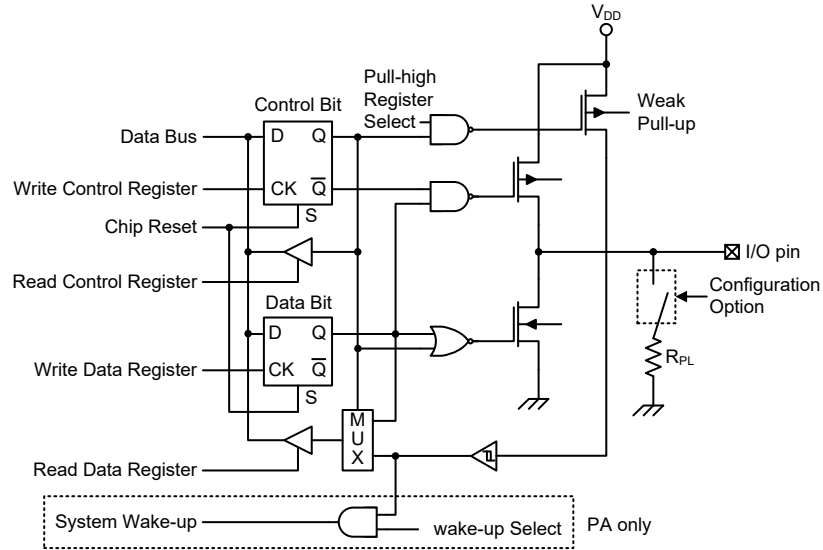 VDD
Pull-high
Register
Select
Weak
Pull-up
Control Bit
Data Bus
D Q
Write Control Register
CK Q
S
Chip Reset
I/O pin
Read Control Register
Configuration
Option
Data Bit
D Q
RPL
Write Data Register
CK Q
S
M
U
X
Read Data Register
System Wake-up
wake-up Select
PA only